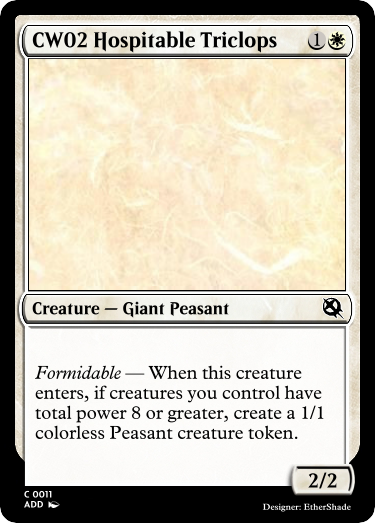 CW02 Hospitable Triclops 1
Creature — Giant Peasant
Formidable — When this creature
enters, if creatures you control have
total power 8 or greater, create a 1/1
colorless Peasant creature token.
2/2
C 0011
ADD
Designer: EtherShade